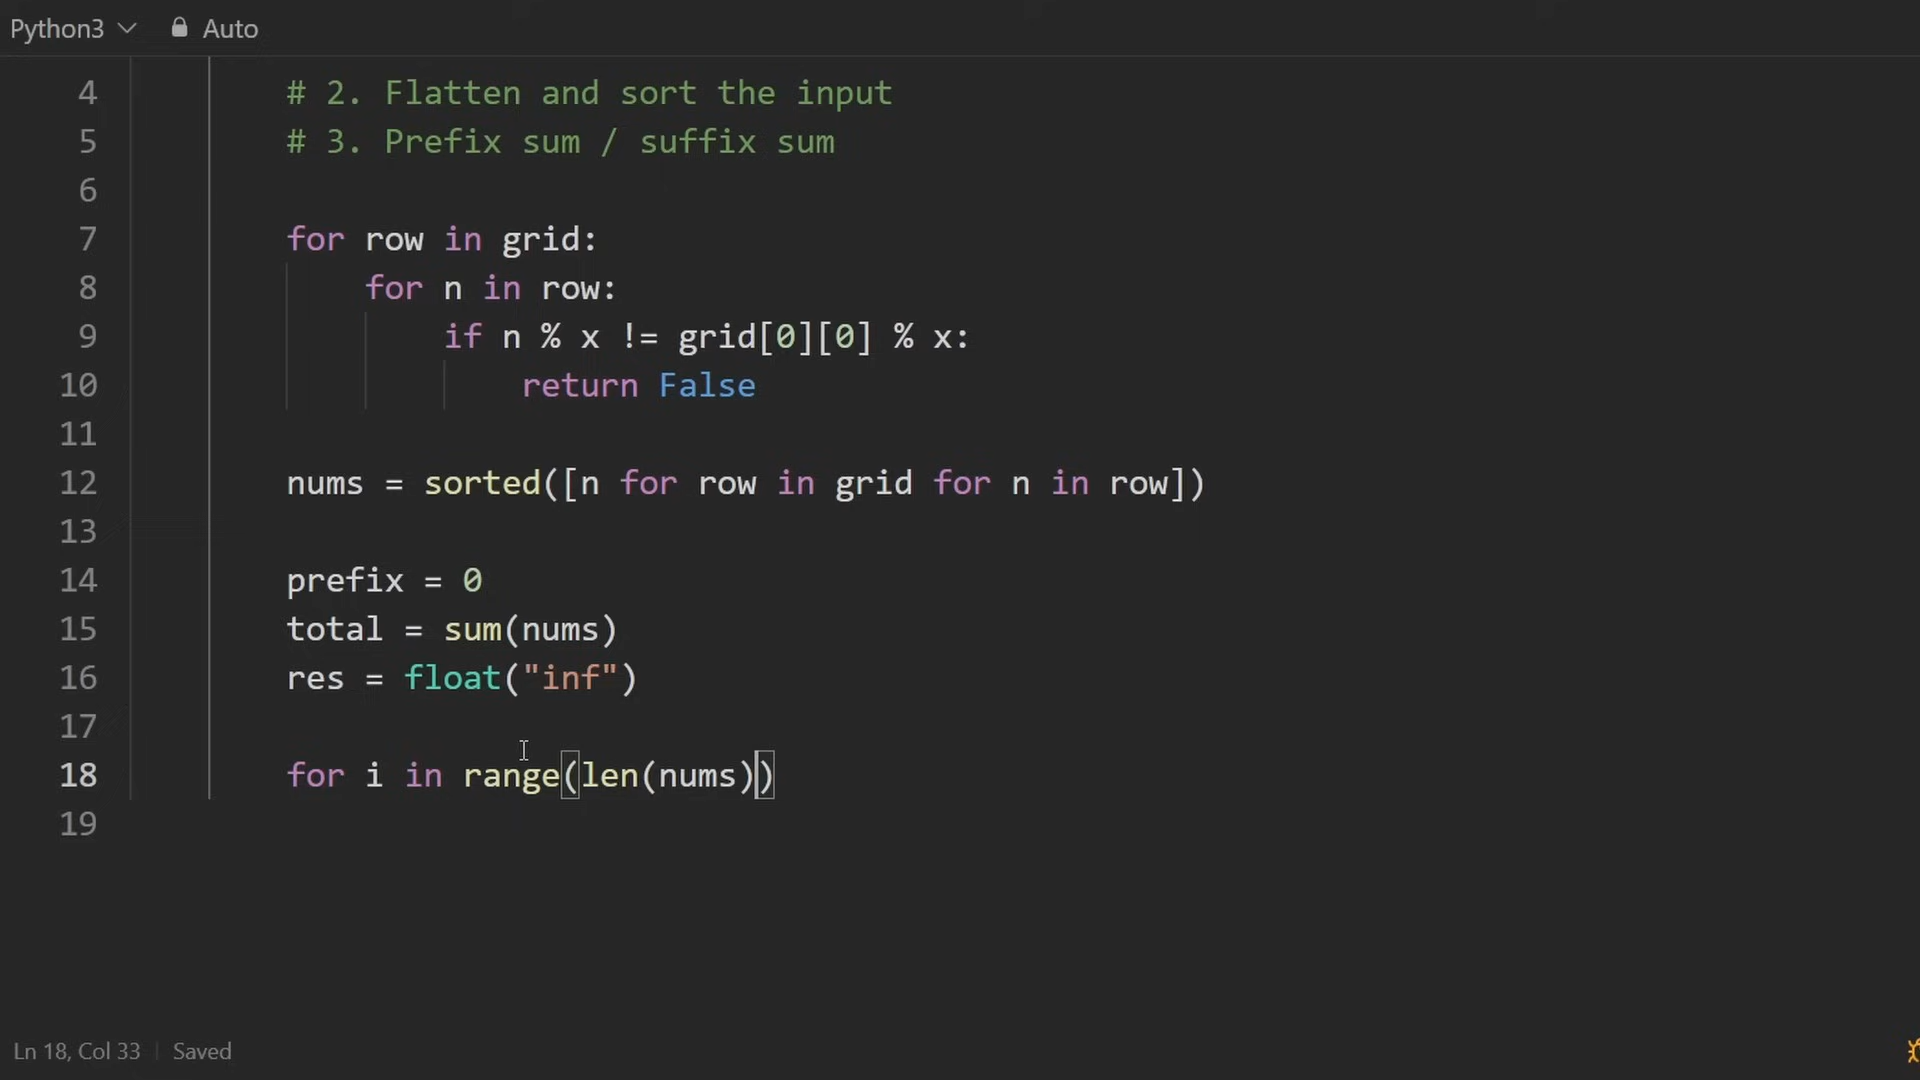 Python3 Auto
4 # 2. Flatten and sort the input
5 # 3. Prefix sum / suffix sum
6
7 for row in grid:
8 for n in row:
9 if n % x != grid[0][0] % x:
10 return False
11
12 nums = sorted([n for row in grid for n in row])
13
14 prefix = 0
15 total = sum(nums)
16 res = float("inf")
17
18 for i in range(len(nums))
19
Ln 18, Col 33 Saved